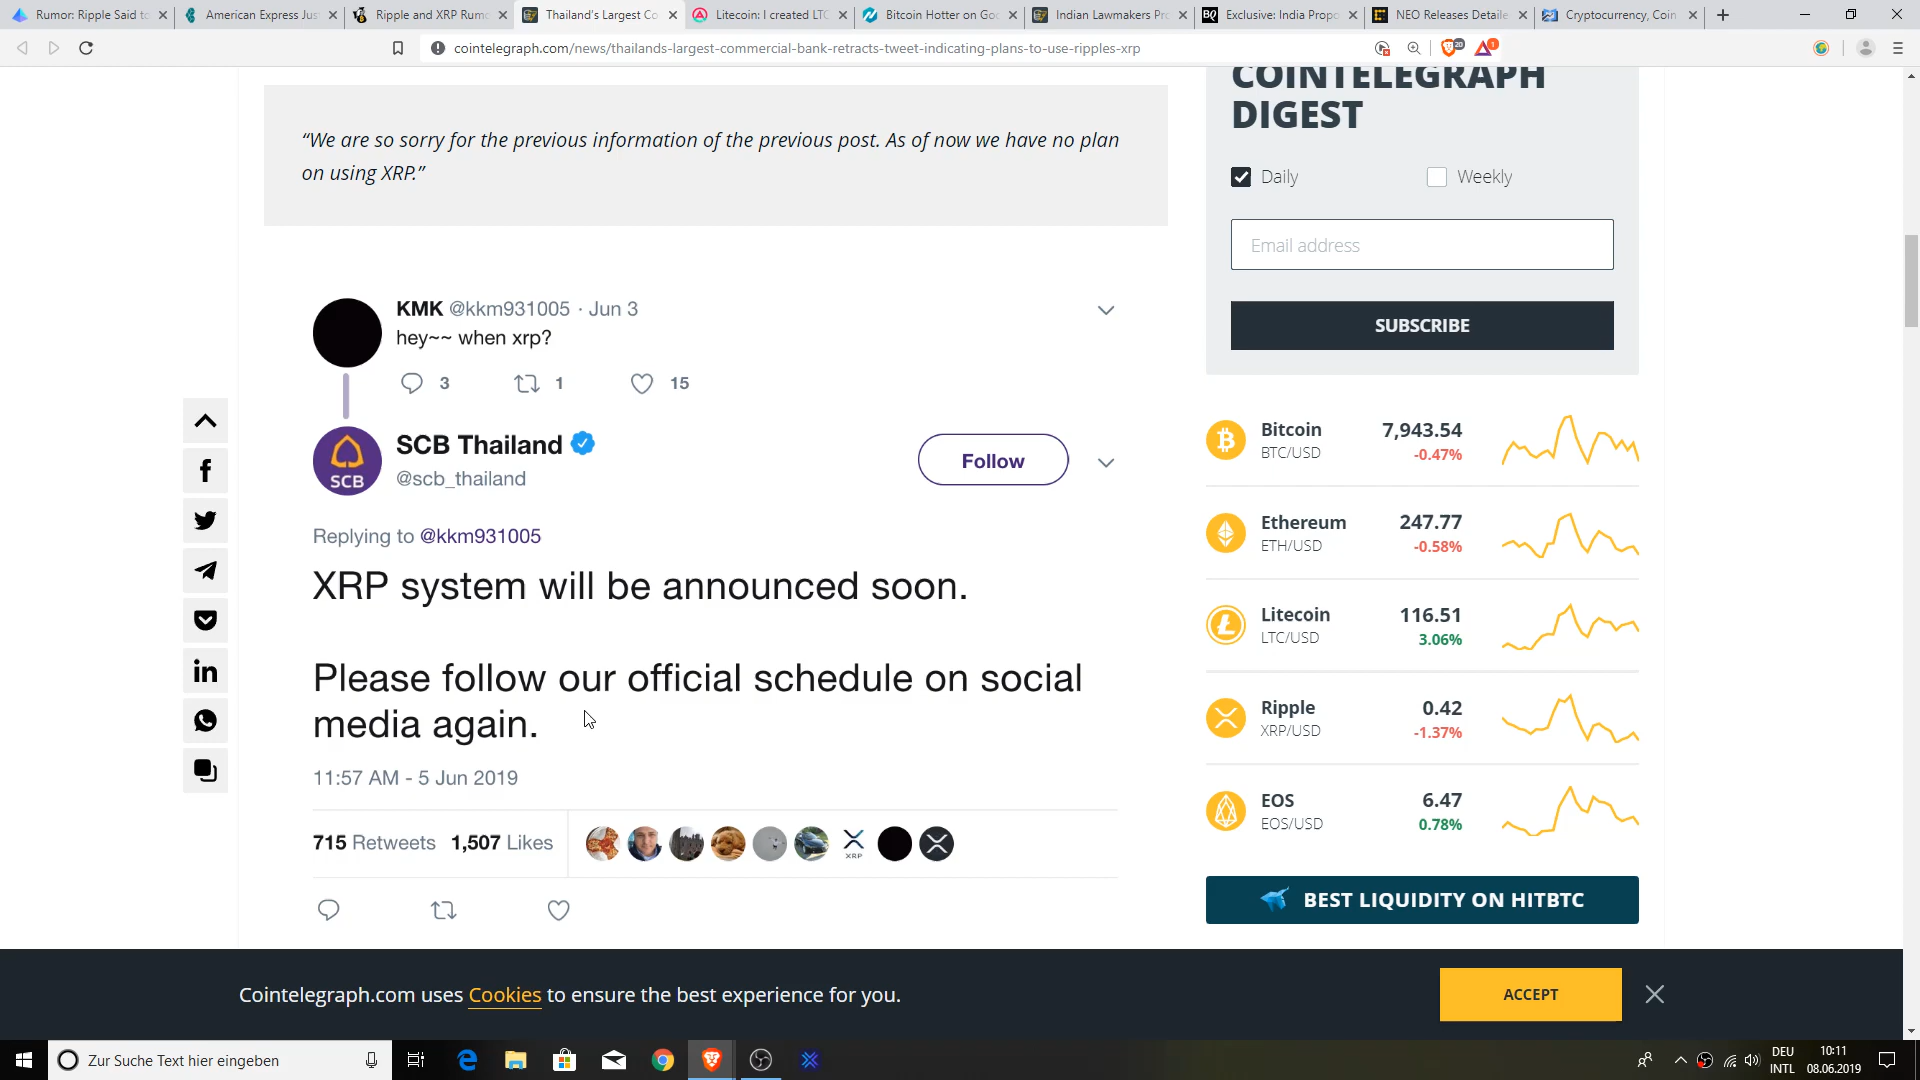 Rumor: Ripple Said to
American Express Jus
Ripple and XRP Rumo
Thailand's Largest Co
Litecoin: I created LTC
Bitcoin Hotter on Goo
Indian Lawmakers Pro
Exclusive: India Propo
NEO Releases Detaile
Cryptocurrency, Coin
cointelegraph.com/news/thailands-largest-commercial-bank-retracts-tweet-indicating-plans-to-use-ripples-xrp
20
1
COINTELEGRAPH
DIGEST
Daily
Weekly
Email address
SUBSCRIBE
“We are so sorry for the previous information of the previous post. As of now we have no plan
on using XRP.”
KMK @kkm931005 · Jun 3
hey~~ when xrp?
3
1
15
SCB
SCB Thailand
@scb_thailand
Follow
Replying to @kkm931005
XRP system will be announced soon.
Please follow our official schedule on social
media again.
11:57 AM - 5 Jun 2019
715 Retweets 1,507 Likes
XRP
Bitcoin 7,943.54
BTC/USD -0.47%
Ethereum 247.77
ETH/USD -0.58%
Litecoin 116.51
LTC/USD 3.06%
Ripple 0.42
XRP/USD -1.37%
EOS 6.47
EOS/USD 0.78%
BEST LIQUIDITY ON HITBTC
Cointelegraph.com uses Cookies to ensure the best experience for you.
ACCEPT
Zur Suche Text hier eingeben
DEU
INTL
10:11
08.06.2019